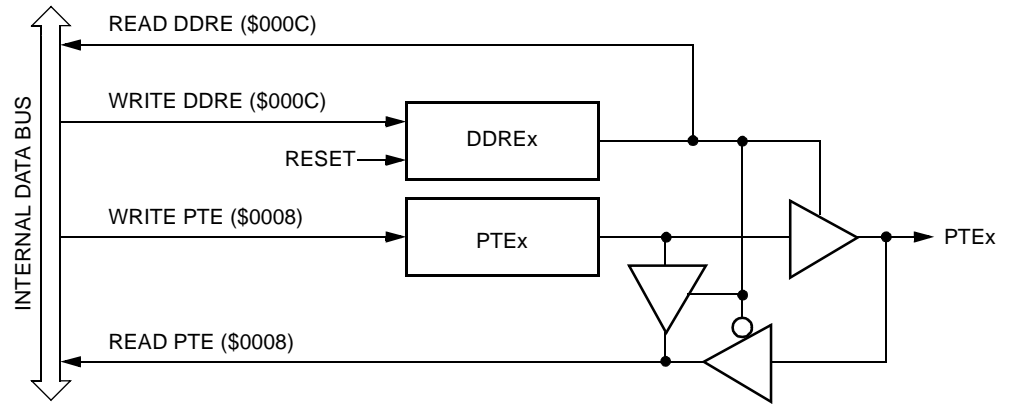 READ DDRE ($000C)
WRITE DDRE ($000C)
DDREx
RESET
INTERNAL DATA BUS
WRITE PTE ($0008)
PTEx
PTEx
READ PTE ($0008)